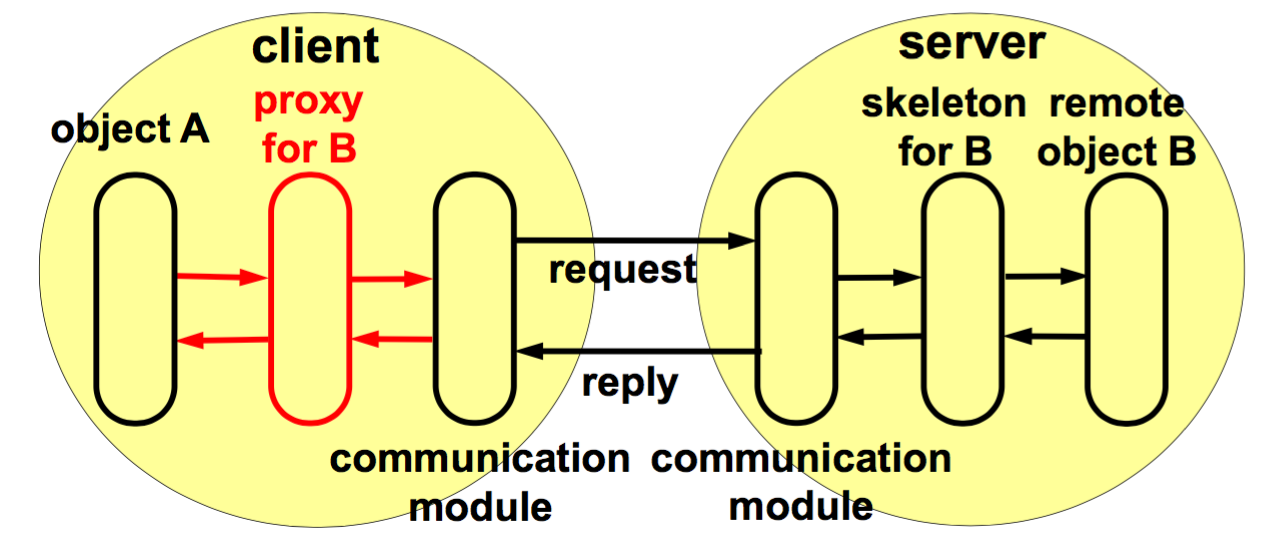 client
server
object A
proxy
for B
skeleton
for B
remote
object B
request
reply
communication
module
communication
module